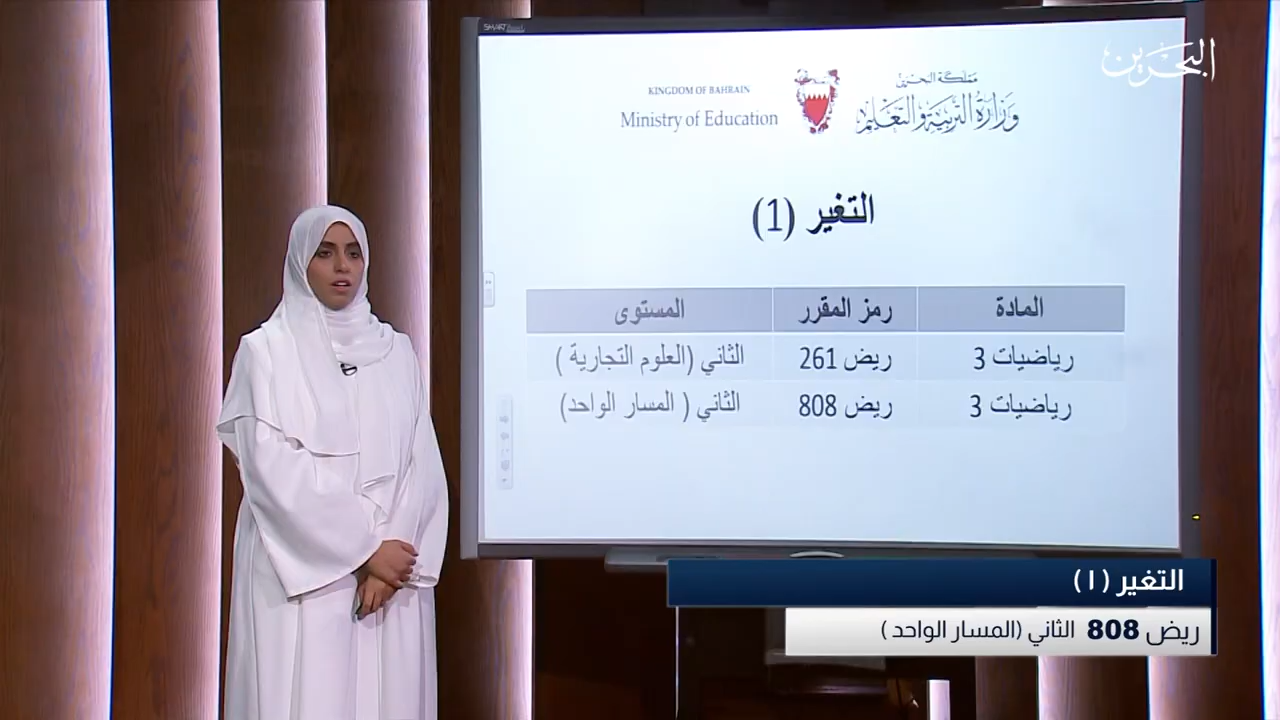 SMART Board
البحرين
KINGDOM OF BAHRAIN
Ministry of Education
مملكة البحرين
وزارة التربية والتعليم
التغير (1)
المادة رمز المقرر المستوى
رياضيات 3 ريض 261 الثاني (العلوم التجارية )
رياضيات 3 ريض 808 الثاني ( المسار الواحد)
التغير (١)
ريض 808 الثاني (المسار الواحد )